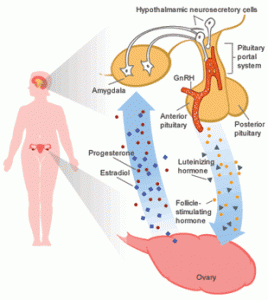 Hypothalmamic neurosecretory cells
Pituitary
portal
system
GnRH
Amygdala
Anterior
pituitary
Posterior
pituitary
Progesterone
Estradiol
Luteinizing
hormone
Follicle-
stimulating
hormone
Ovary